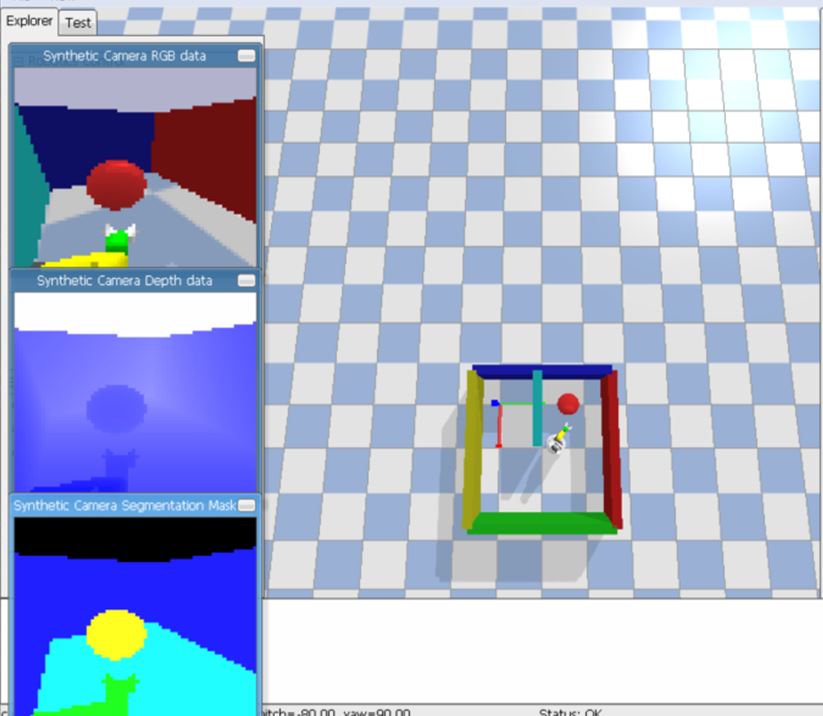 Explorer
Test
Synthetic Camera RGB data
Synthetic Camera Depth data
Synthetic Camera Segmentation Mask
pitch=-80.00, yaw=90.00
Status: OK